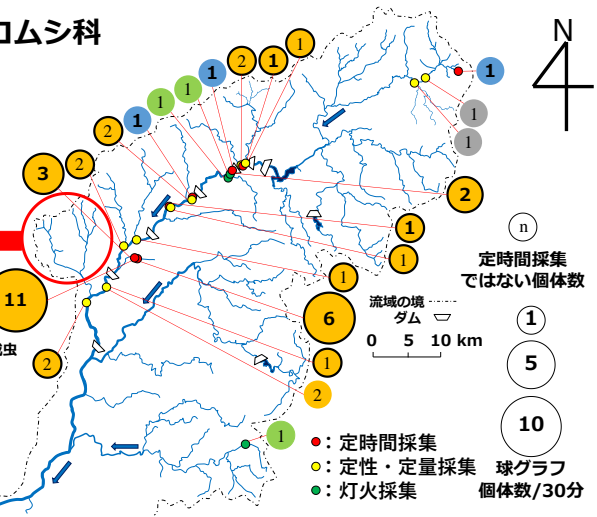 コムシ科
N
1
2
1
1
1
1
2
1
1
1
2
2
3
2
1
1
1
6
11
成虫
2
1
2
1
n
定時間採集
ではない個体数
1
5
10
球グラフ
個体数/30分
流域の境
ダム
0 5 10 km
：定時間採集
：定性・定量採集
：灯火採集